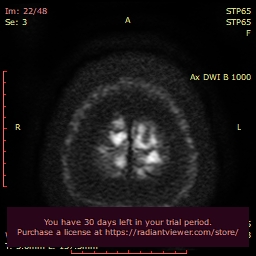 Im: 22/48
Se: 3
A
STP65
STP65
F
Ax DWI B 1000
R
L
You have 30 days left in your trial period.
Purchase a license at https://radiantviewer.com/store/